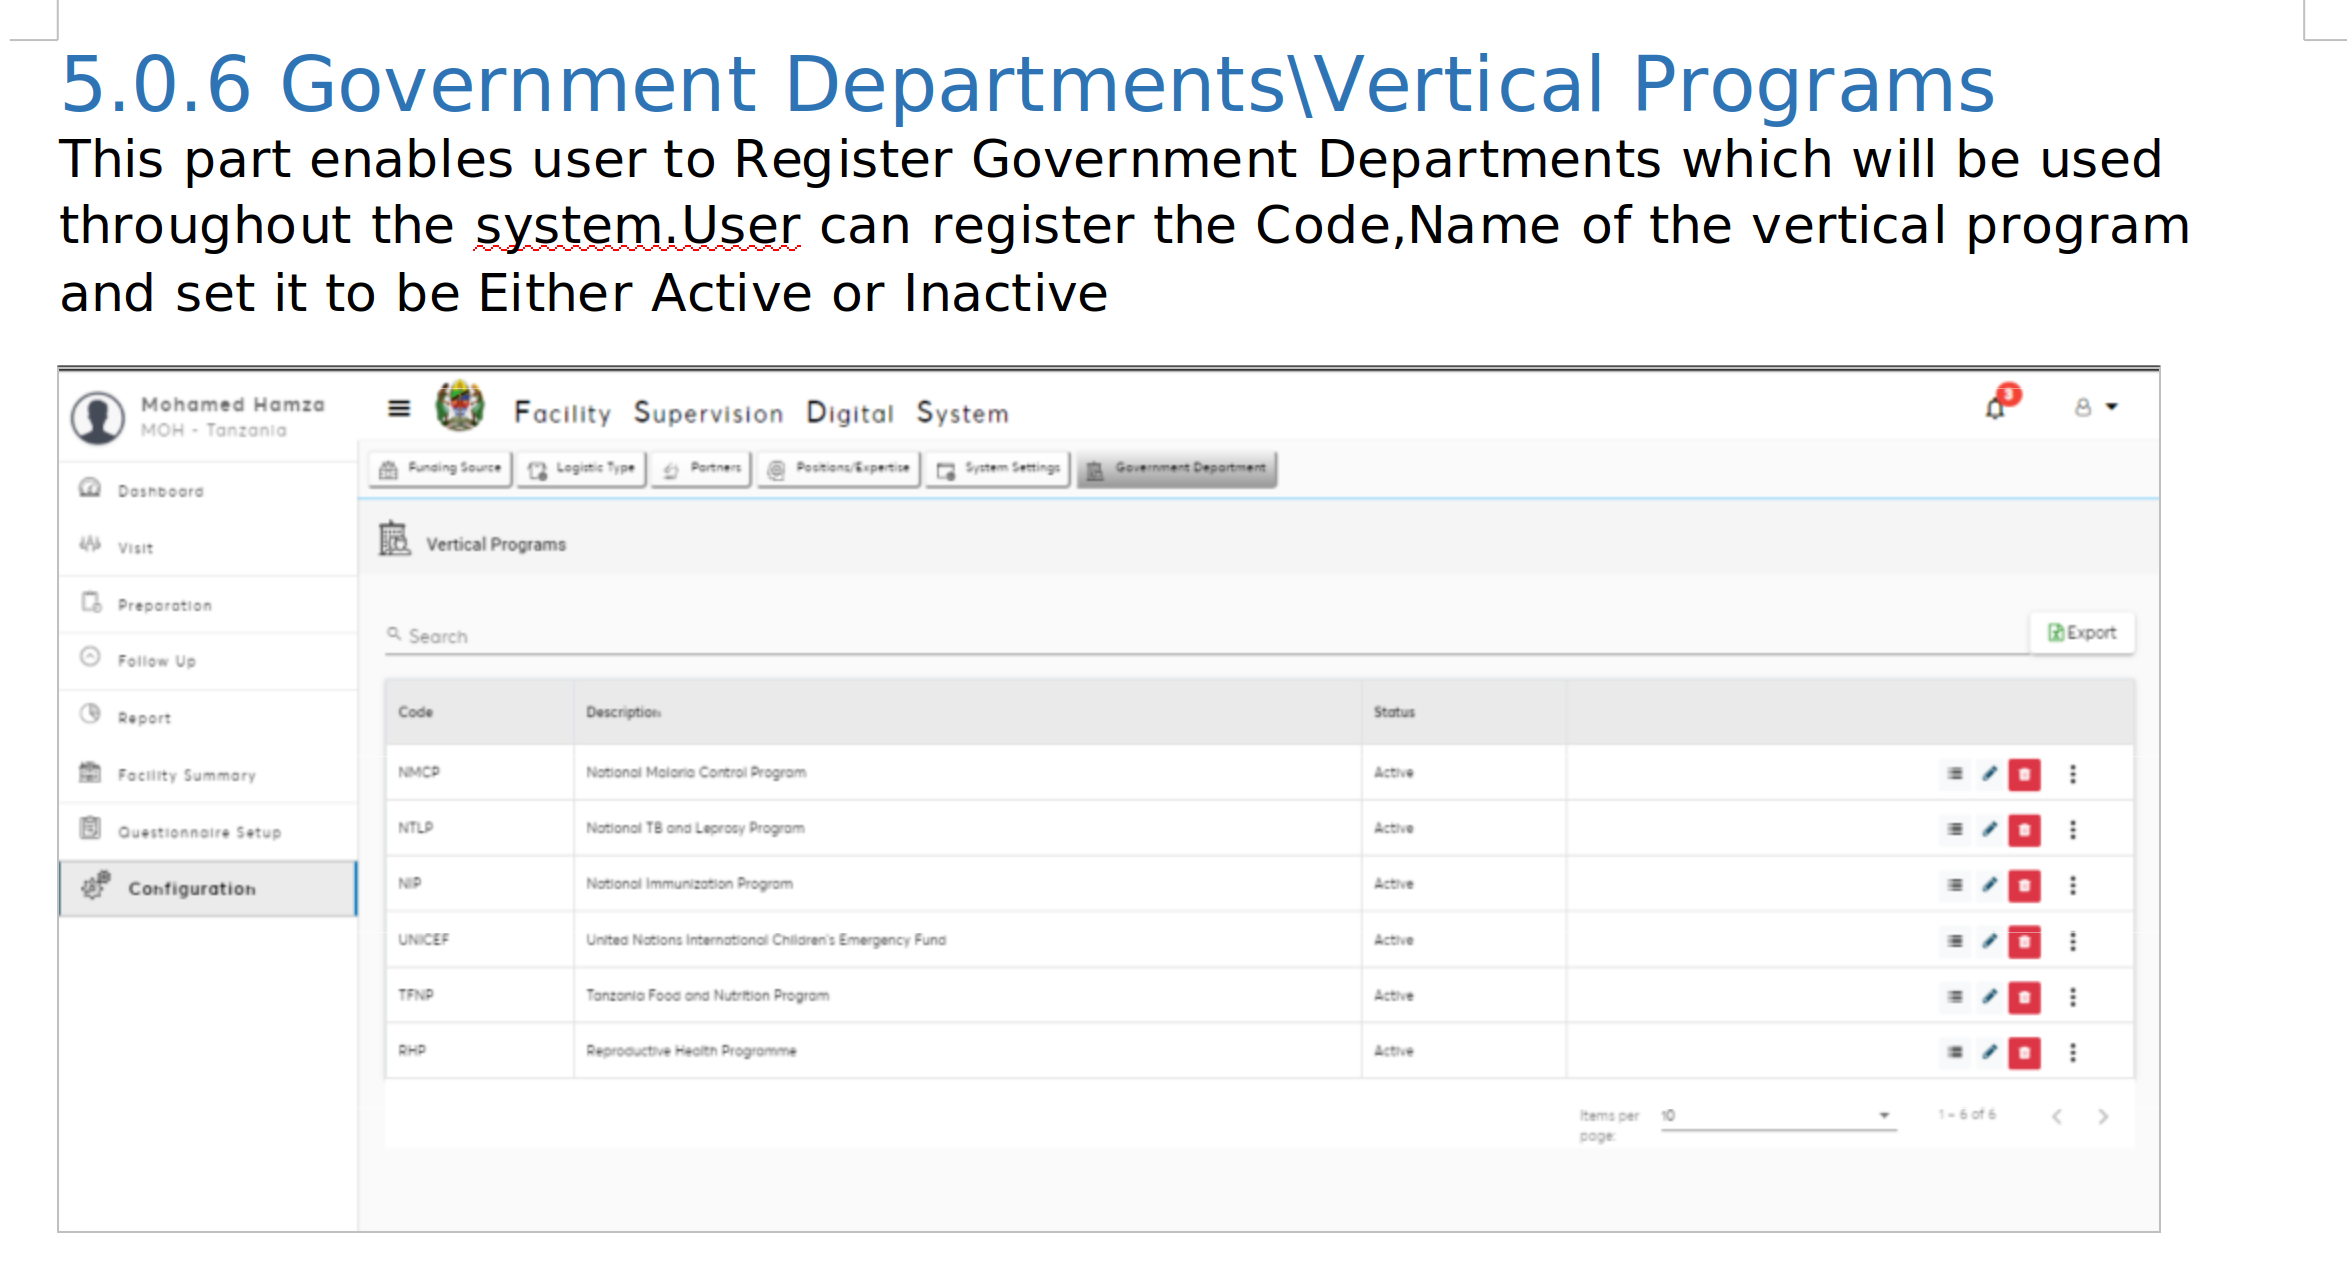 5.0.6 Government Departments\Vertical Programs
This part enables user to Register Government Departments which will be used
throughout the system.User can register the Code,Name of the vertical program
and set it to be Either Active or Inactive
Mohamed Hamza
MOH - Tanzania
Facility Supervision Digital System
3
Funding Source Logistic Type Partners Positions/Expertise System Settings Government Department
Dashboard
Visit
Preparation
Follow Up
Report
Facility Summary
Questionnaire Setup
Configuration
Vertical Programs
Search
Export
Code Description Status
NMCP National Malaria Control Program Active
NTLP National TB and Leprosy Program Active
NIP National Immunization Program Active
UNICEF United Nations International Children's Emergency Fund Active
TFNP Tanzania Food and Nutrition Program Active
RHP Reproductive Health Programme Active
Items per page: 10 1 – 6 of 6